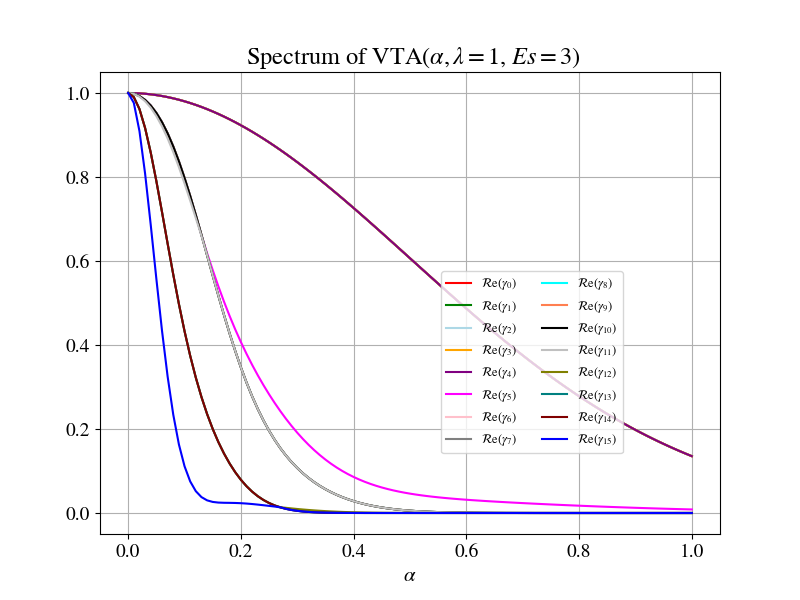 Spectrum of VTA(α, λ = 1, Es = 3)
1.0
0.8
0.6
0.4
0.2
0.0
0.0 0.2 0.4 0.6 0.8 1.0
α
ℛe(γ₀) ℛe(γ₈)
ℛe(γ₁) ℛe(γ₉)
ℛe(γ₂) ℛe(γ₁₀)
ℛe(γ₃) ℛe(γ₁₁)
ℛe(γ₄) ℛe(γ₁₂)
ℛe(γ₅) ℛe(γ₁₃)
ℛe(γ₆) ℛe(γ₁₄)
ℛe(γ₇) ℛe(γ₁₅)